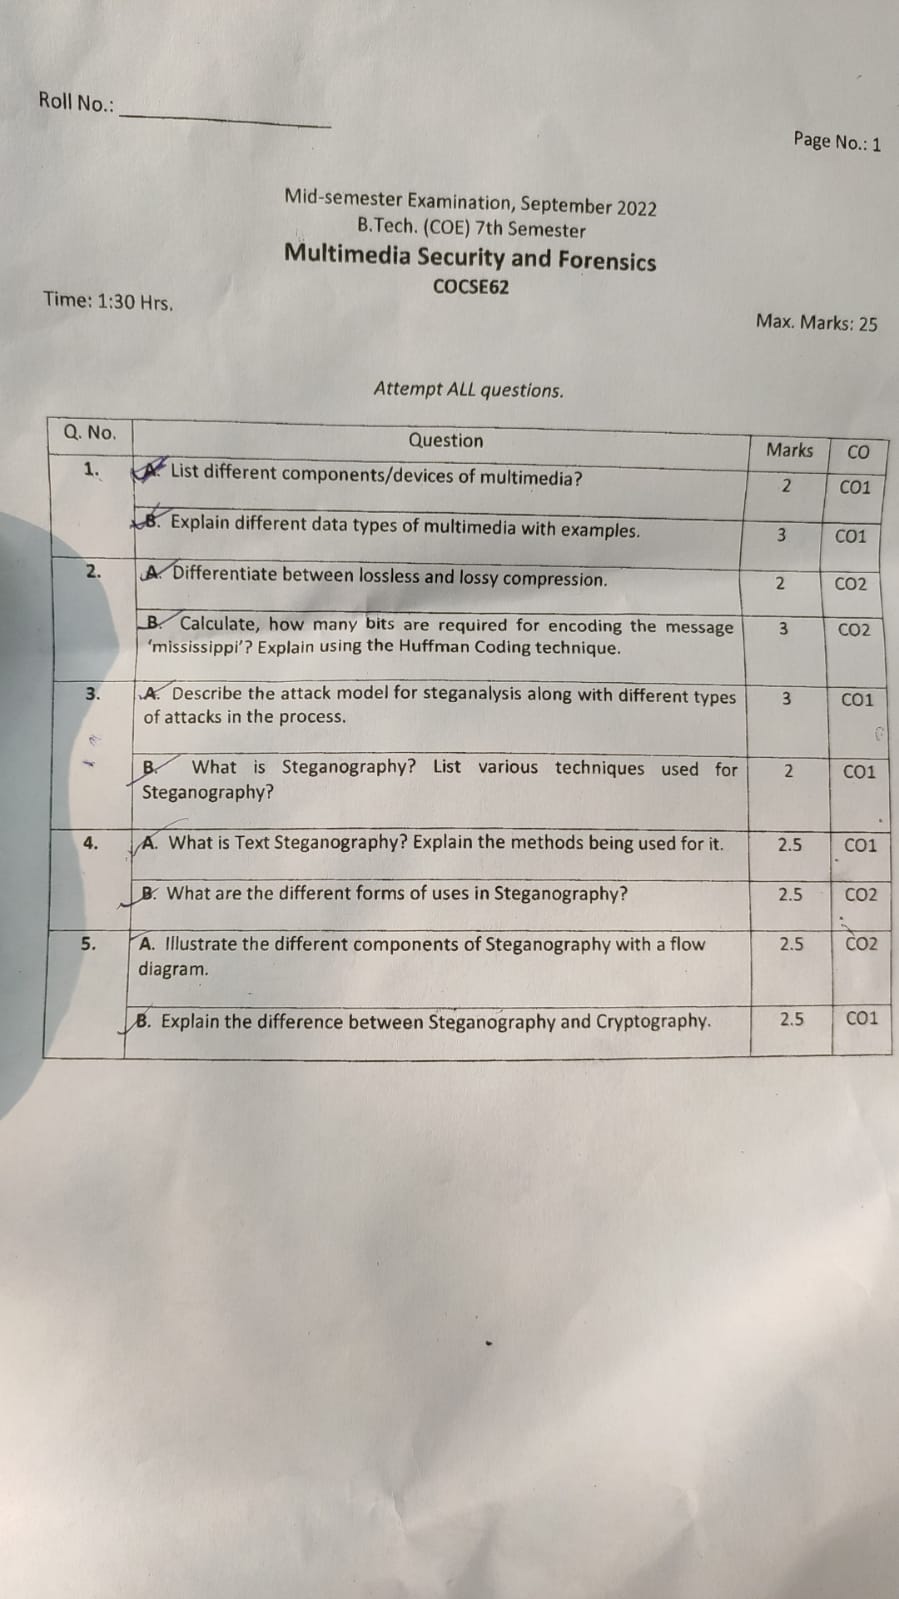 Roll No.:
Page No.: 1
Mid-semester Examination, September 2022
B.Tech. (COE) 7th Semester
Multimedia Security and Forensics
COCSE62
Time: 1:30 Hrs.
Max. Marks: 25
Attempt ALL questions.
Q. No. Question Marks CO
1. A. List different components/devices of multimedia? 2 CO1
B. Explain different data types of multimedia with examples. 3 CO1
2. A. Differentiate between lossless and lossy compression. 2 CO2
B. Calculate, how many bits are required for encoding the message 3 CO2
‘mississippi’? Explain using the Huffman Coding technique.
3. A. Describe the attack model for steganalysis along with different types 3 CO1
of attacks in the process.
B. What is Steganography? List various techniques used for 2 CO1
Steganography?
4. A. What is Text Steganography? Explain the methods being used for it. 2.5 CO1
B. What are the different forms of uses in Steganography? 2.5 CO2
5. A. Illustrate the different components of Steganography with a flow 2.5 CO2
diagram.
B. Explain the difference between Steganography and Cryptography. 2.5 CO1